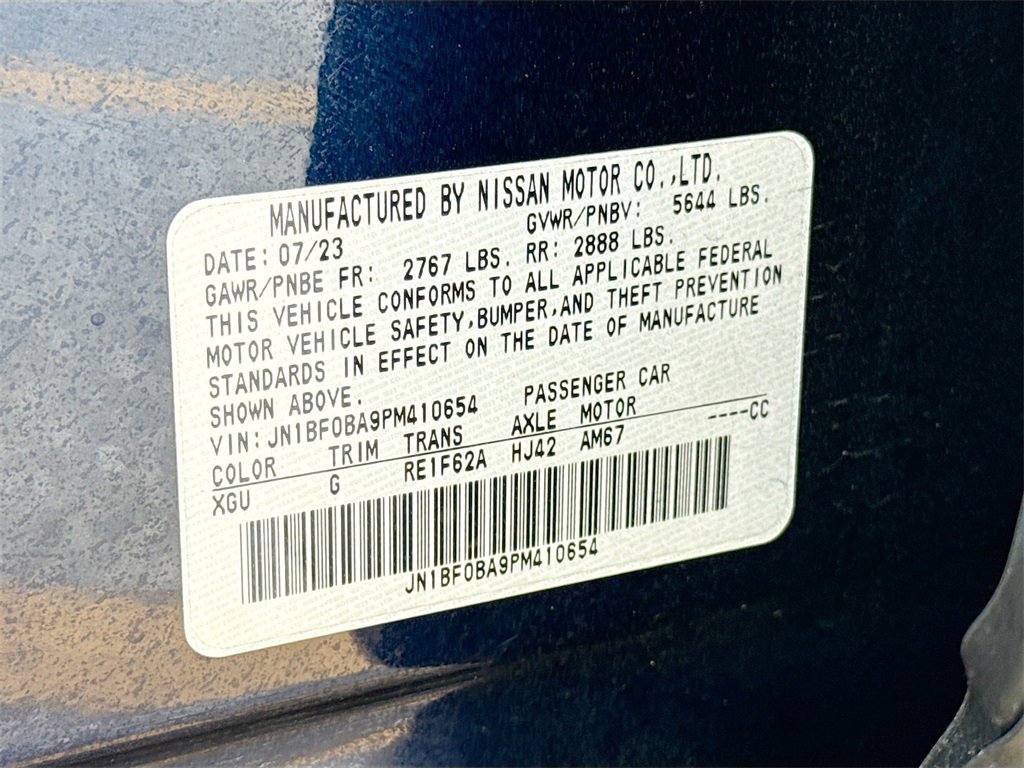 MANUFACTURED BY NISSAN MOTOR CO.,LTD.
DATE: 07/23 GVWR/PNBV: 5644 LBS.
GAWR/PNBE FR: 2767 LBS. RR: 2888 LBS.
THIS VEHICLE CONFORMS TO ALL APPLICABLE FEDERAL
MOTOR VEHICLE SAFETY,BUMPER,AND THEFT PREVENTION
STANDARDS IN EFFECT ON THE DATE OF MANUFACTURE
SHOWN ABOVE.
VIN: JN1BF0BA9PM410654 PASSENGER CAR
COLOR TRIM TRANS AXLE MOTOR ----CC
XGU G RE1F62A HJ42 AM67
JN1BF0BA9PM410654